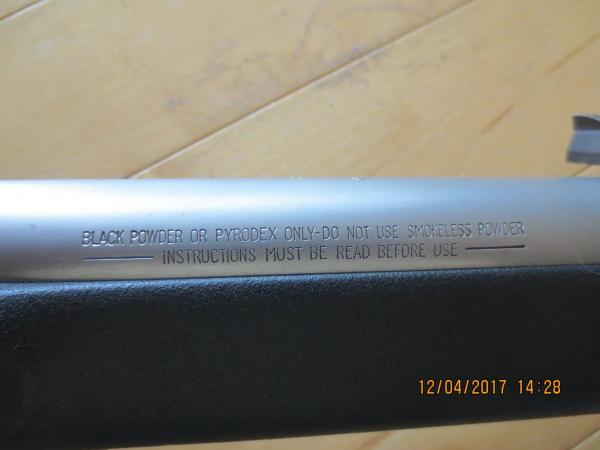 BLACK POWDER OR PYRODEX ONLY-DO NOT USE SMOKELESS POWDER
INSTRUCTIONS MUST BE READ BEFORE USE
12/04/2017 14:28